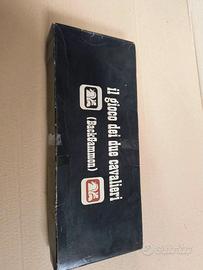 il gioco dei due cavalieri
(BackGammon)